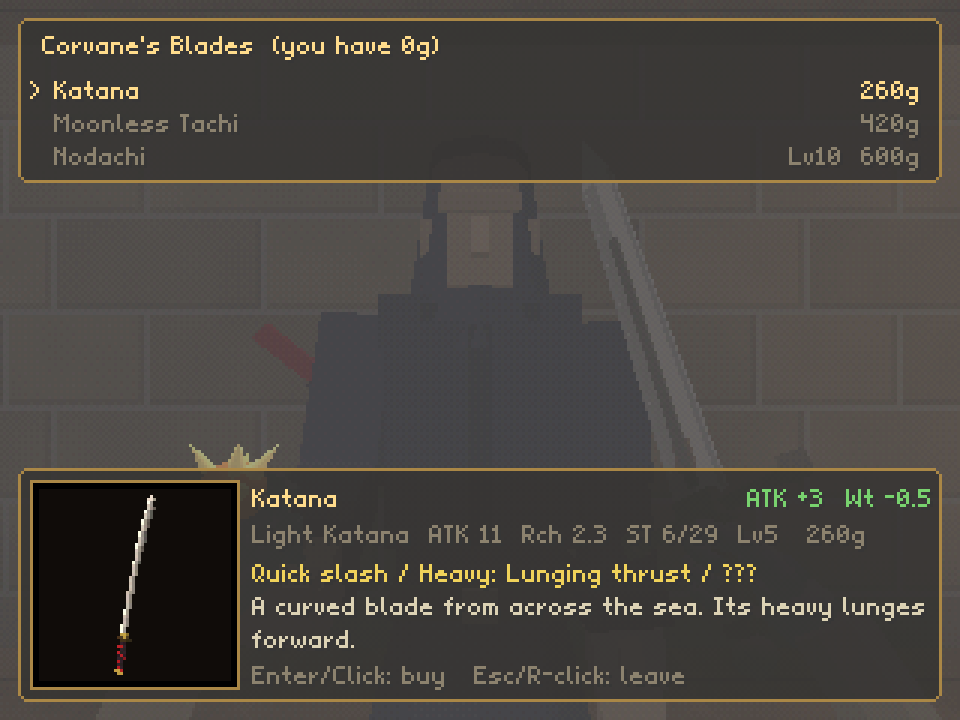 Corvane's Blades (you have 0g)
> Katana 260g
Moonless Tachi 420g
Nodachi Lv10 600g
Katana ATK +3 Wt -0.5
Light Katana ATK 11 Rch 2.3 ST 6/29 Lv5 260g
Quick slash / Heavy: Lunging thrust / ???
A curved blade from across the sea. Its heavy lunges
forward.
Enter/Click: buy Esc/R-click: leave